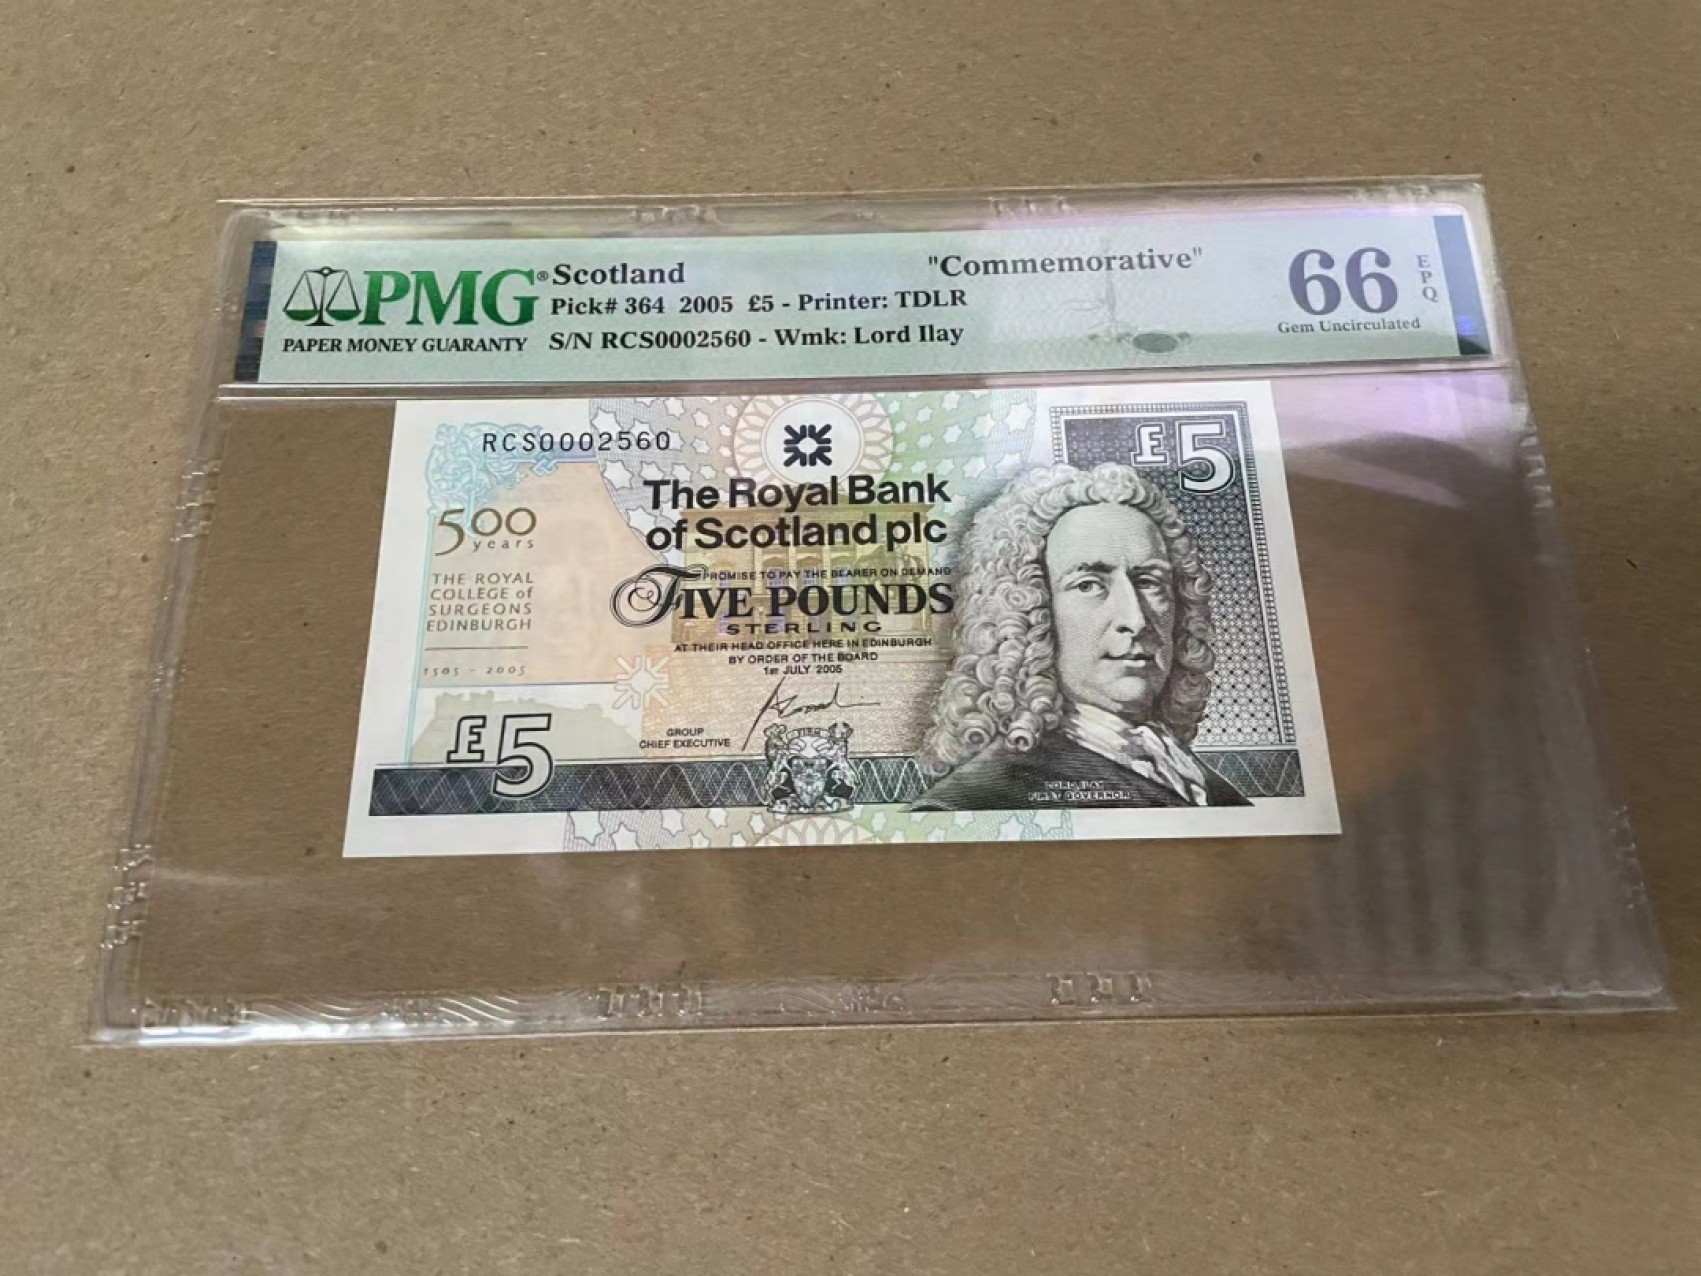 PMG®
PAPER MONEY GUARANTY
Scotland
"Commemorative"
Pick# 364 2005 £5 - Printer: TDLR
S/N RCS0002560 - Wmk: Lord Ilay
66
EPQ
Gem Uncirculated
RCS0002560
£5
500
years
THE ROYAL
COLLEGE of
SURGEONS
EDINBURGH
1505 - 2005
£5
The Royal Bank
of Scotland plc
PROMISE TO PAY THE BEARER ON DEMAND
FIVE POUNDS
STERLING
AT THEIR HEAD OFFICE HERE IN EDINBURGH
BY ORDER OF THE BOARD
1st JULY 2005
GROUP
CHIEF EXECUTIVE
FIRM
LORD ILAY
FIRST GOVERNOR